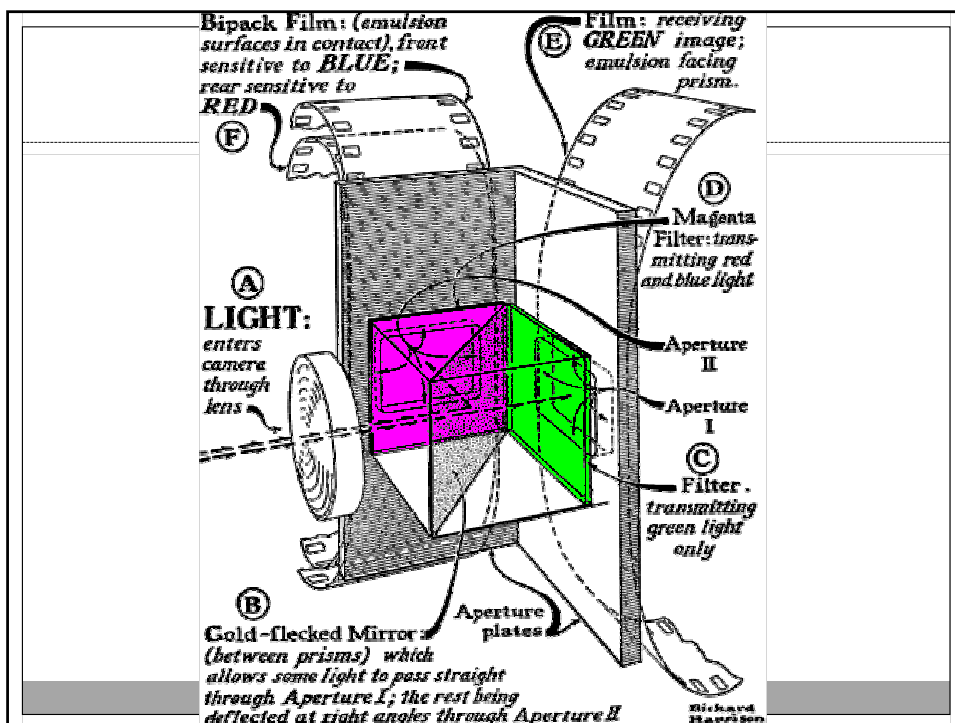 Bipack Film: (emulsion
surfaces in contact), front
sensitive to BLUE;
rear sensitive to
RED
F
Film: receiving
E GREEN image;
emulsion facing
prism.
D
Magenta
Filter: trans-
mitting red
and blue light
A
LIGHT:
enters
camera
through
lens
Aperture
II
Aperture
I
C
Filter.
transmitting
green light
only
B
Gold-flecked Mirror:
(between prisms) which
allows some light to pass straight
through Aperture I; the rest being
deflected at right angles through Aperture II
Aperture
plates
Richard
Harrison